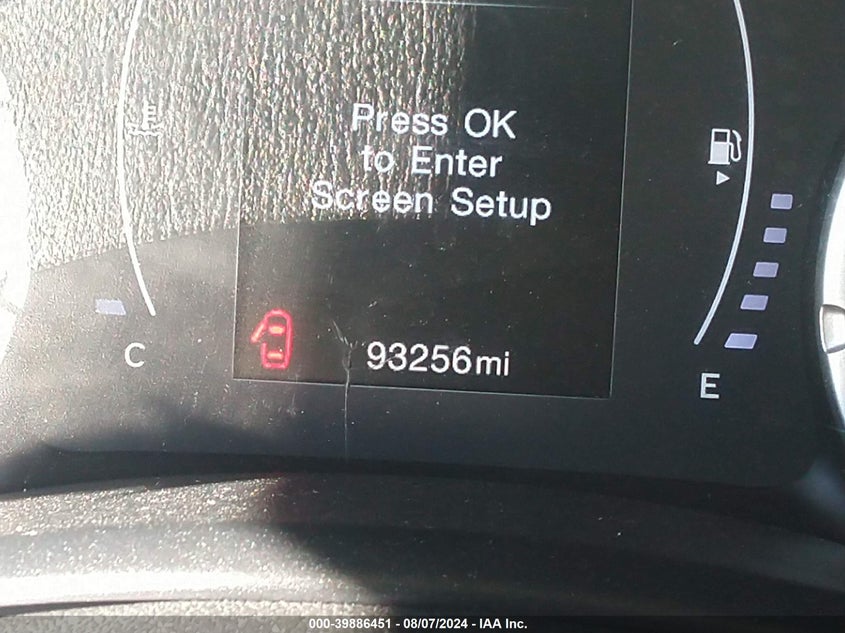 Press OK
to Enter
Screen Setup
93256mi
C
E
000-39886451 - 08/07/2024 - IAA Inc.